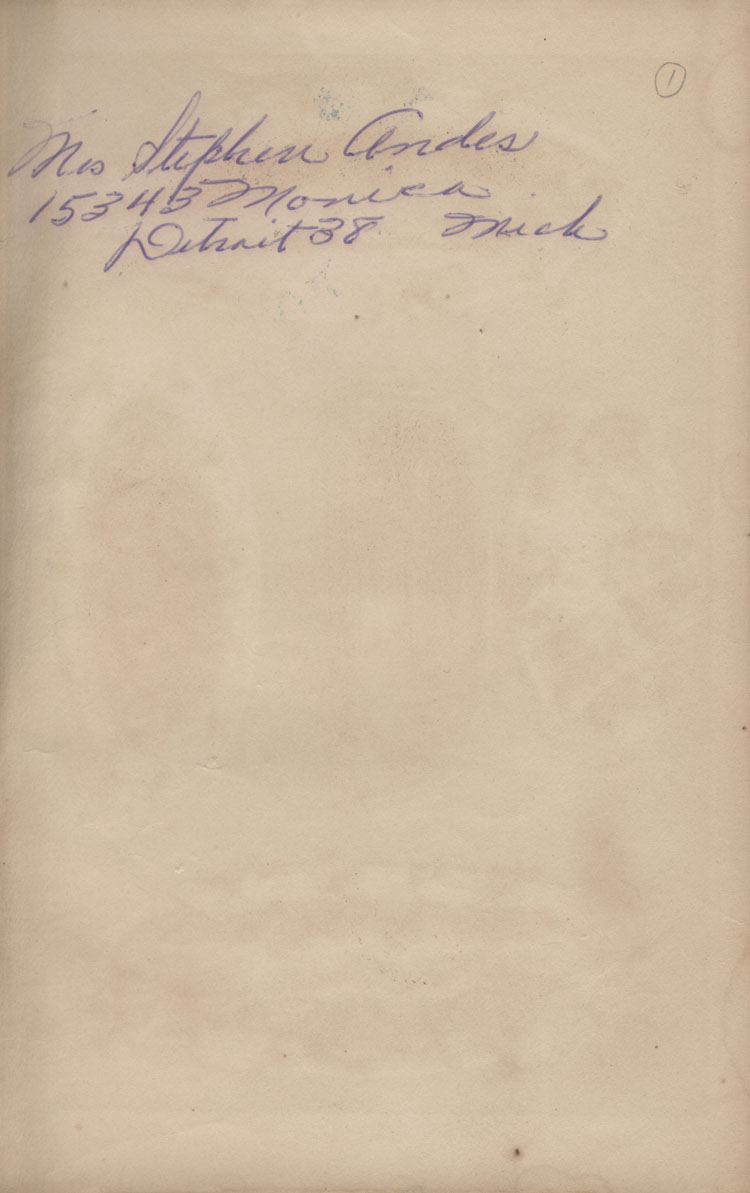 1
Mrs Stephen Andes
15343 Monica
Detroit 38 Mich